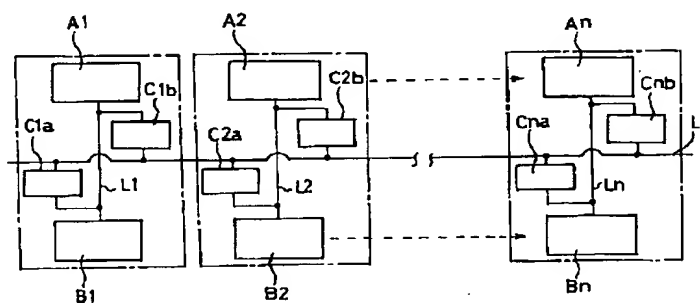 A1 A2 An
C1b C2b Cnb
C1a C2a Cna L
L1 L2 Ln
B1 B2 Bn